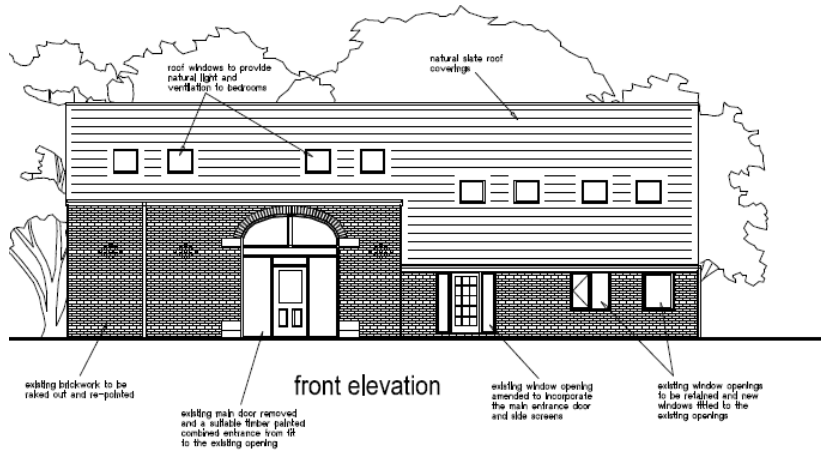 roof windows to provide
natural light and
ventilation to bedrooms
natural slate roof
coverings
existing brickwork to be
raked out and re-pointed
front elevation
existing main door removed
and a suitable timber painted
combined entrance from fit
to the existing opening
existing window opening
amended to incorporate
the main entrance door
and side screens
existing window openings
to be retained and new
windows fitted to the
existing openings